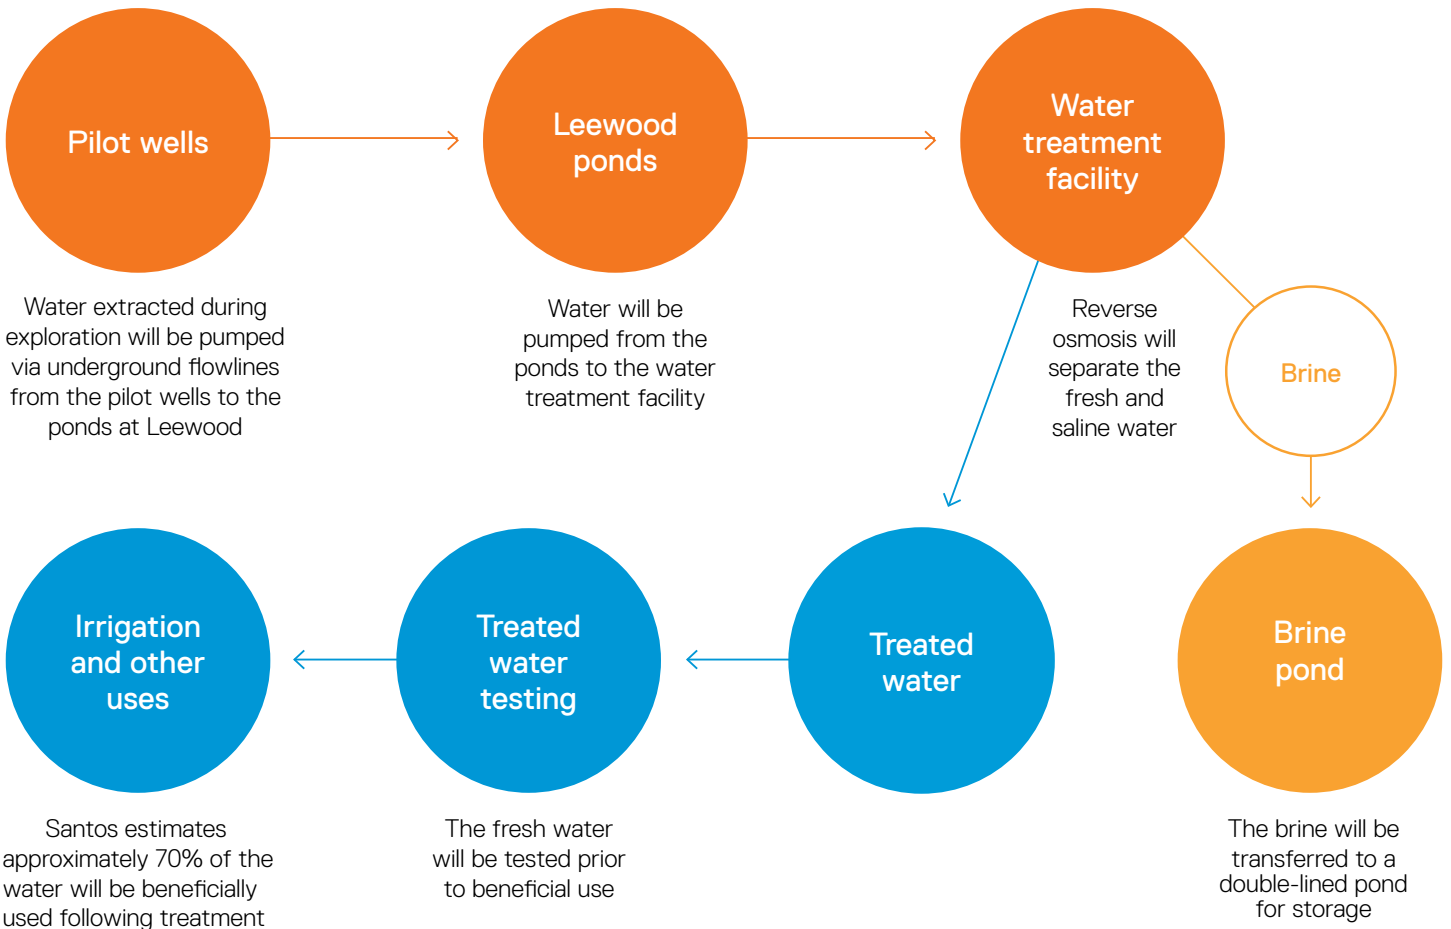 Pilot wells
Water extracted during
exploration will be pumped
via underground flowlines
from the pilot wells to the
ponds at Leewood
Leewood
ponds
Water will be
pumped from the
ponds to the water
treatment facility
Water
treatment
facility
Reverse
osmosis will
separate the
fresh and
saline water
Brine
Brine
pond
The brine will be
transferred to a
double-lined pond
for storage
Treated
water
Treated
water
testing
The fresh water
will be tested prior
to beneficial use
Irrigation
and other
uses
Santos estimates
approximately 70% of the
water will be beneficially
used following treatment